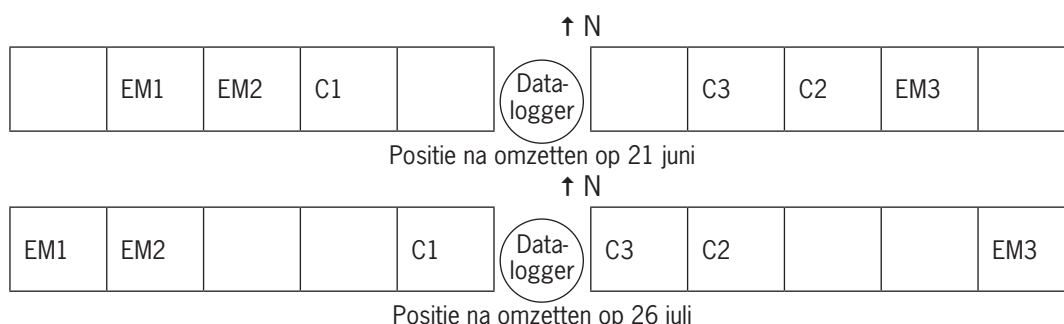 ↑ N
EM1 EM2 C1 Data-logger C3 C2 EM3
Positie na omzetten op 21 juni
↑ N
EM1 EM2 C1 Data-logger C3 C2 EM3
Positie na omzetten op 26 juli